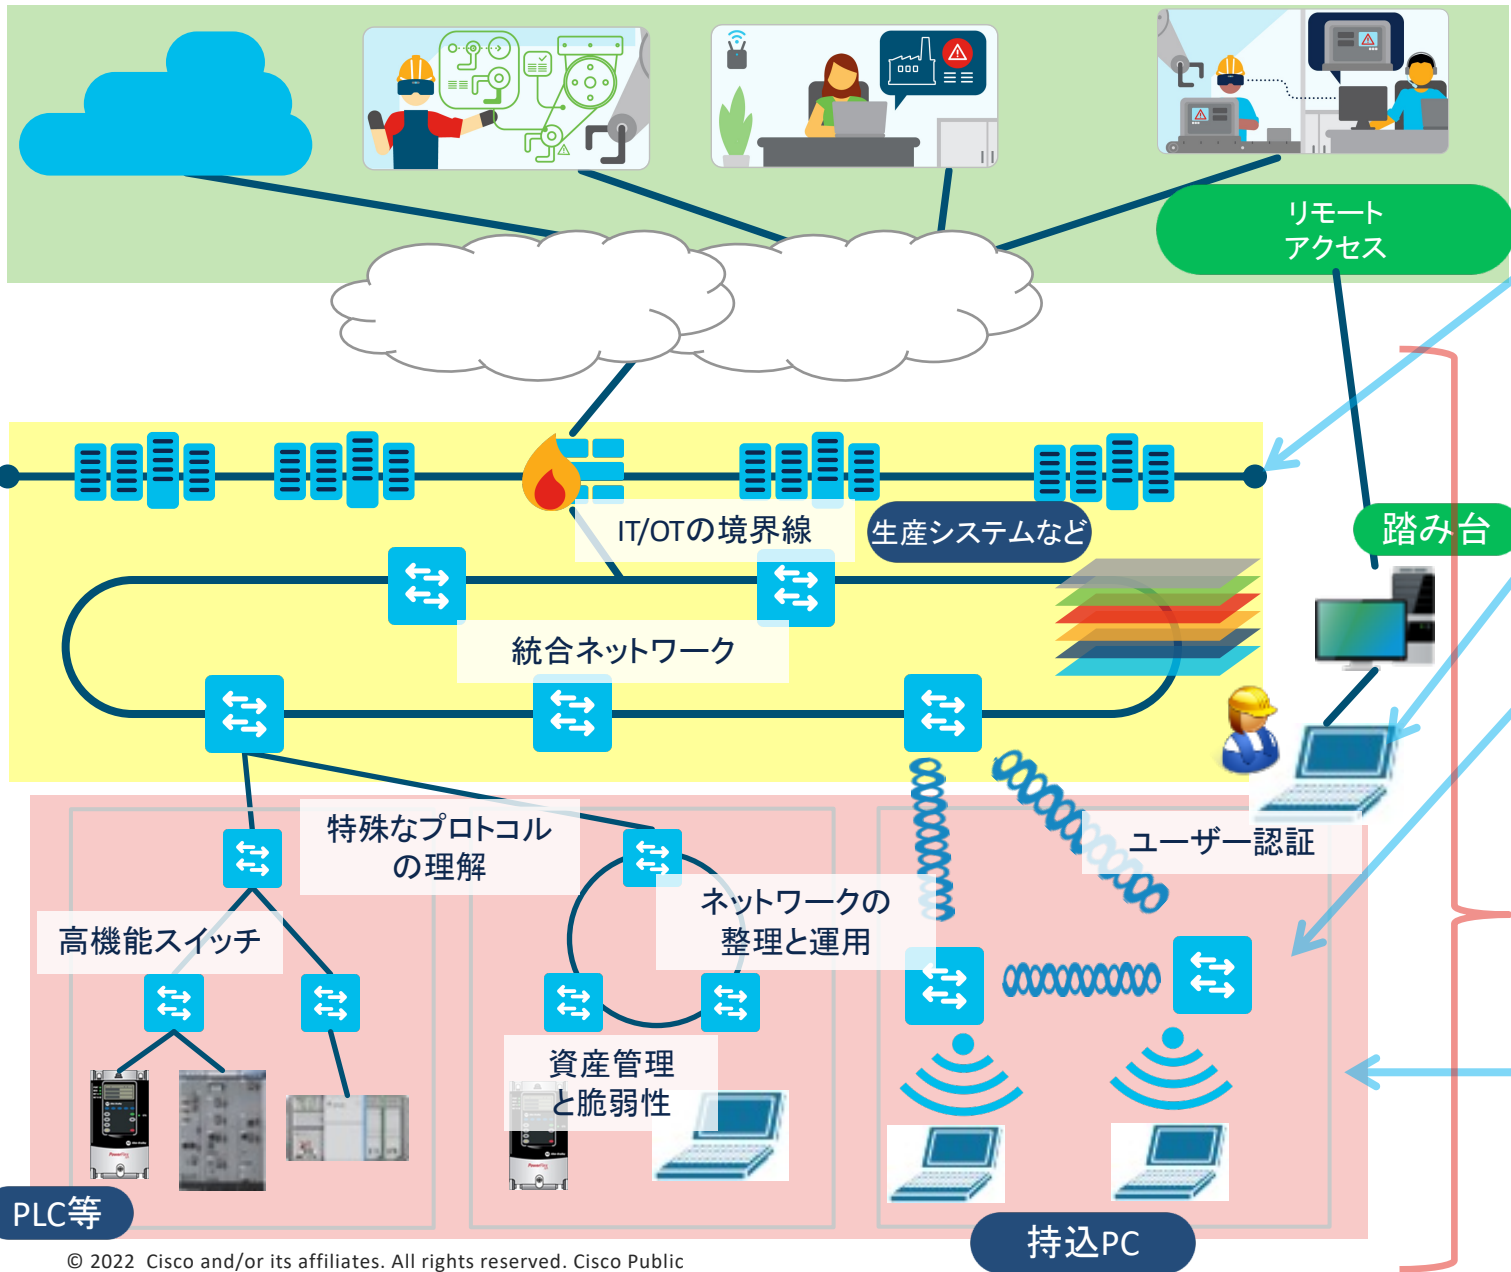 リモート
アクセス
IT/OTの境界線
生産システムなど
踏み台
統合ネットワーク
特殊なプロトコル
の理解
ユーザー認証
ネットワークの
整理と運用
高機能スイッチ
資産管理
と脆弱性
PLC等
持込PC
© 2022 Cisco and/or its affiliates. All rights reserved. Cisco Public